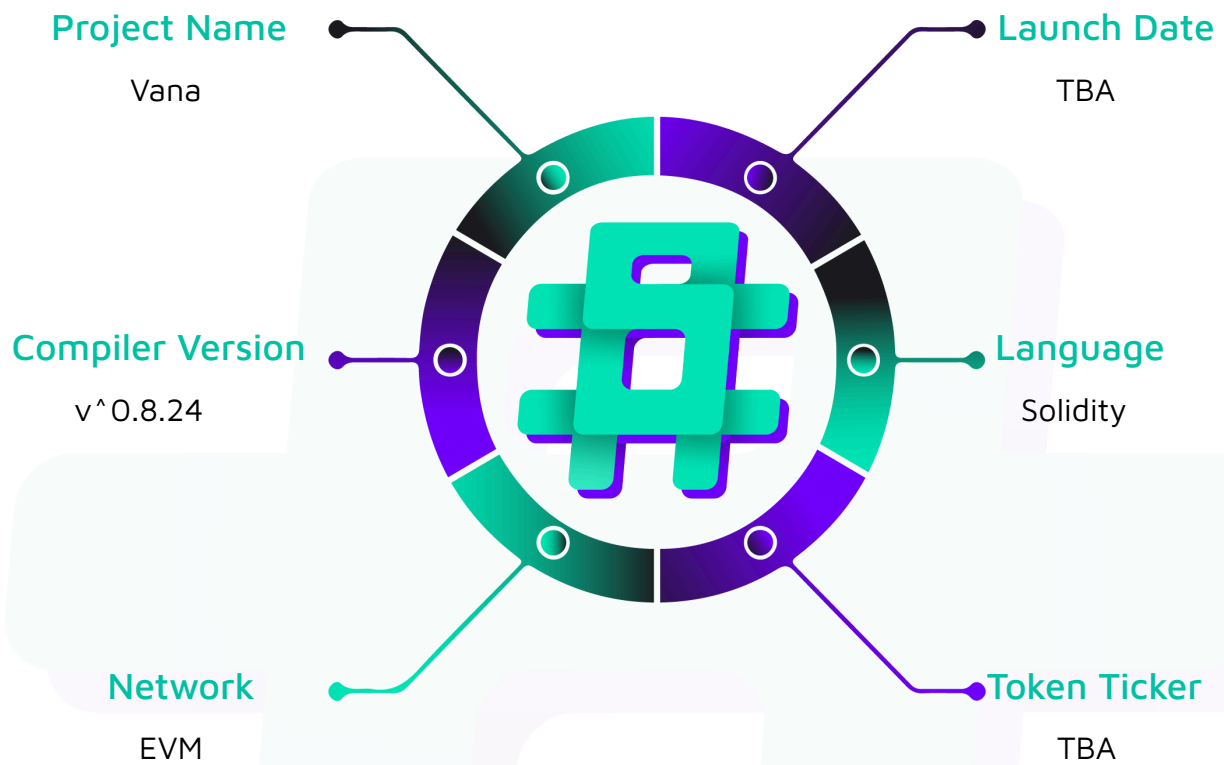 Project Name
Vana
Launch Date
TBA
Compiler Version
v^0.8.24
Language
Solidity
Network
EVM
Token Ticker
TBA